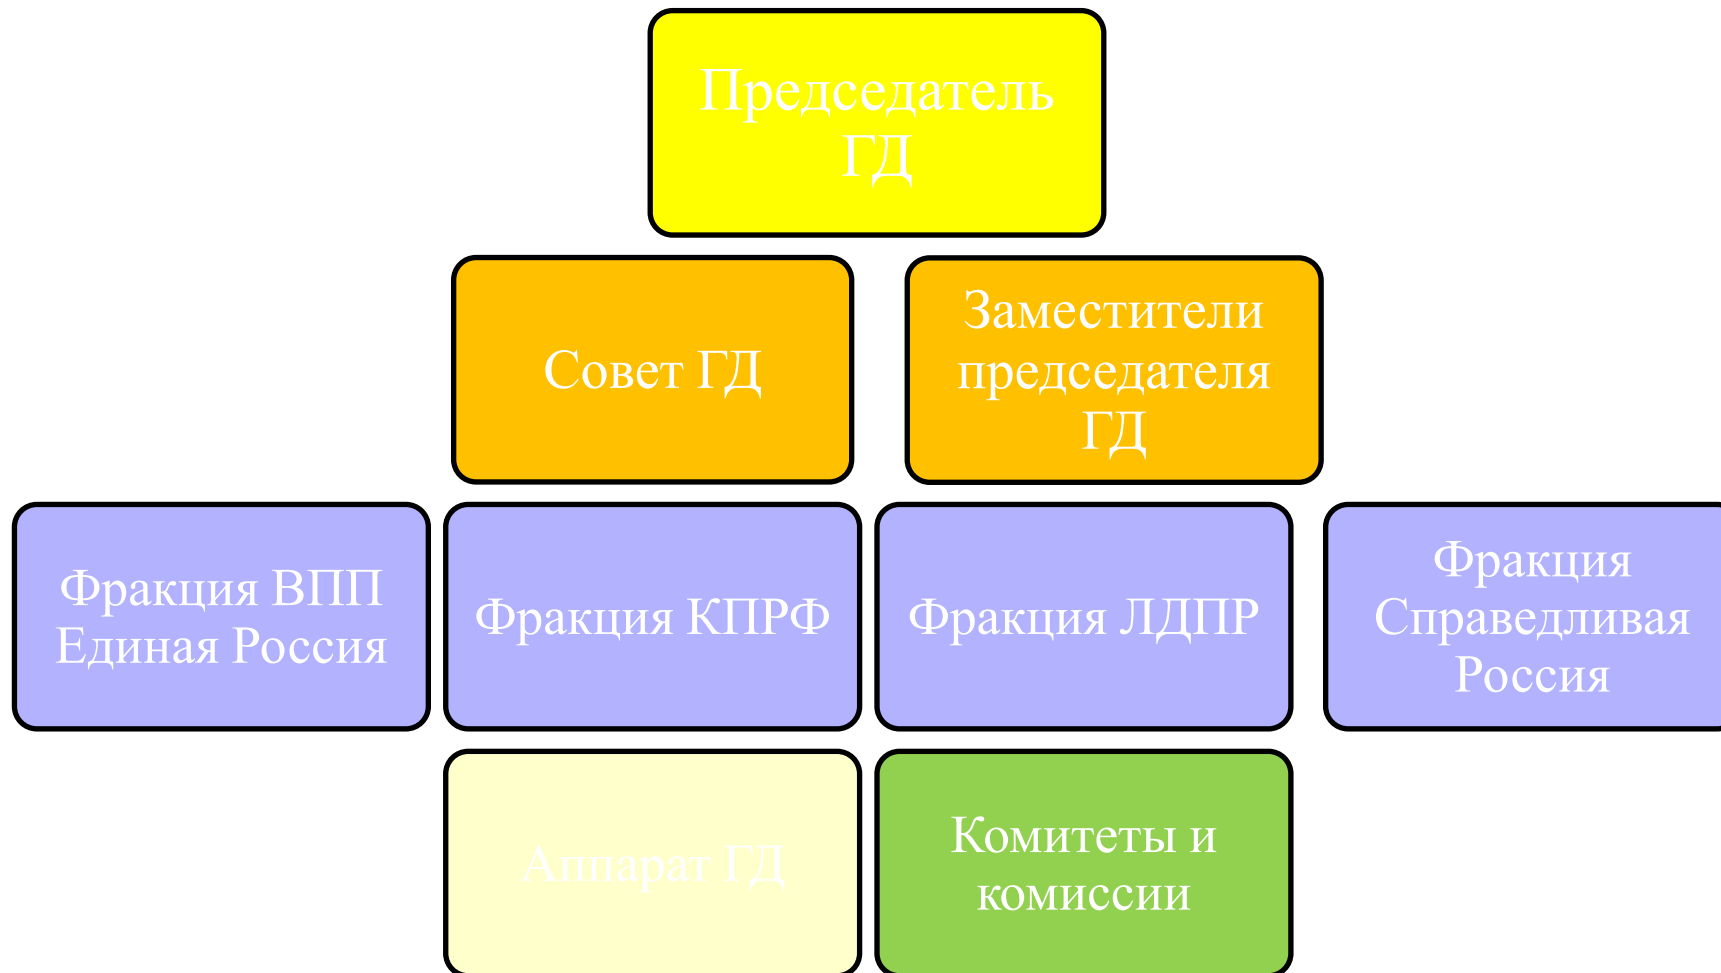 Председатель
ГД
Совет ГД
Заместители
председателя
ГД
Фракция ВПП
Единая Россия
Фракция КПРФ
Фракция ЛДПР
Фракция
Справедливая
Россия
Аппарат ГД
Комитеты и
комиссии